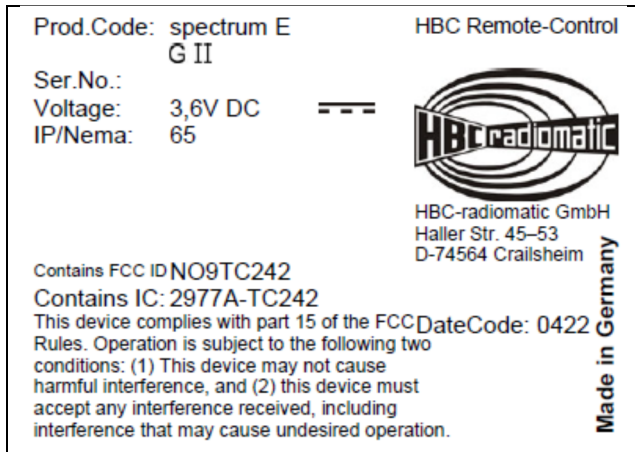 Prod.Code: spectrum E
G II
Ser.No.:
Voltage: 3,6V DC
IP/Nema: 65
HBC Remote-Control
HBC radiomatic
HBC-radiomatic GmbH
Haller Str. 45–53
D-74564 Crailsheim
Contains FCC ID NO9TC242
Contains IC: 2977A-TC242
This device complies with part 15 of the FCC
Rules. Operation is subject to the following two
conditions: (1) This device may not cause
harmful interference, and (2) this device must
accept any interference received, including
interference that may cause undesired operation.
DateCode: 0422
Made in Germany